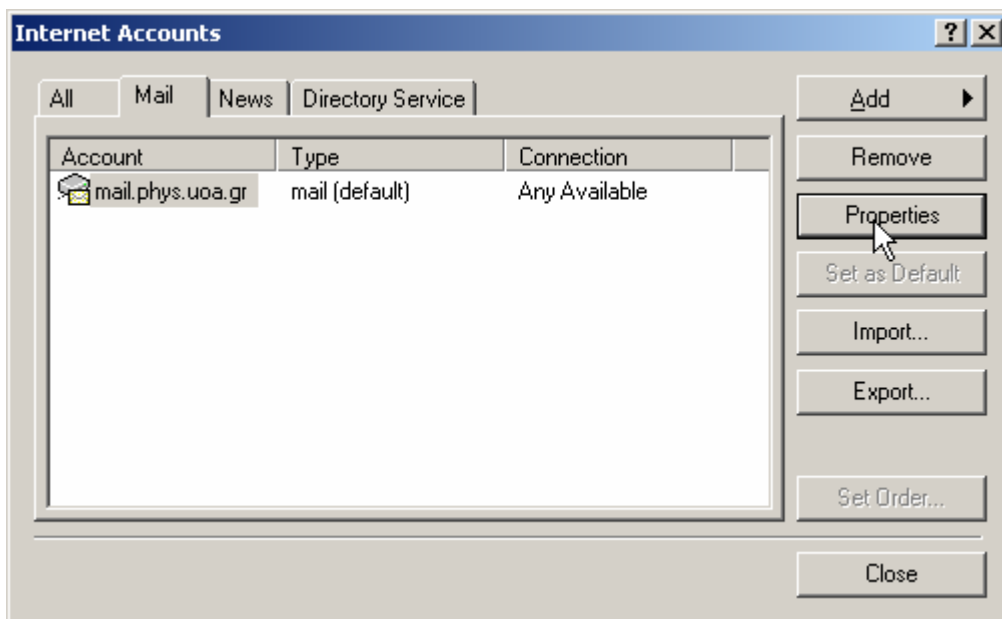 Internet Accounts
All Mail News Directory Service
Account Type Connection
mail.phys.uoa.gr mail (default) Any Available
Add
Remove
Properties
Set as Default
Import...
Export...
Set Order...
Close